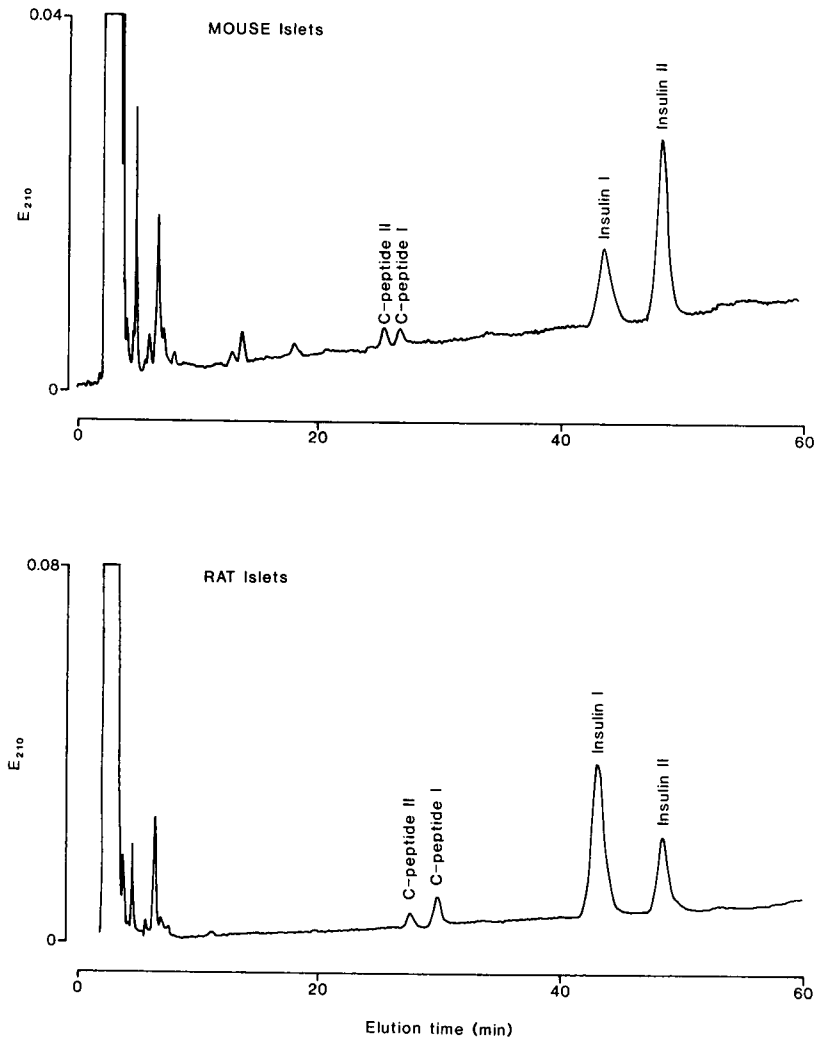 0.04
MOUSE Islets
E210
C-peptide II
C-peptide I
Insulin I
Insulin II
0
0
20
40
60
0.08
RAT Islets
E210
C-peptide II
C-peptide I
Insulin I
Insulin II
0
0
20
40
60
Elution time (min)